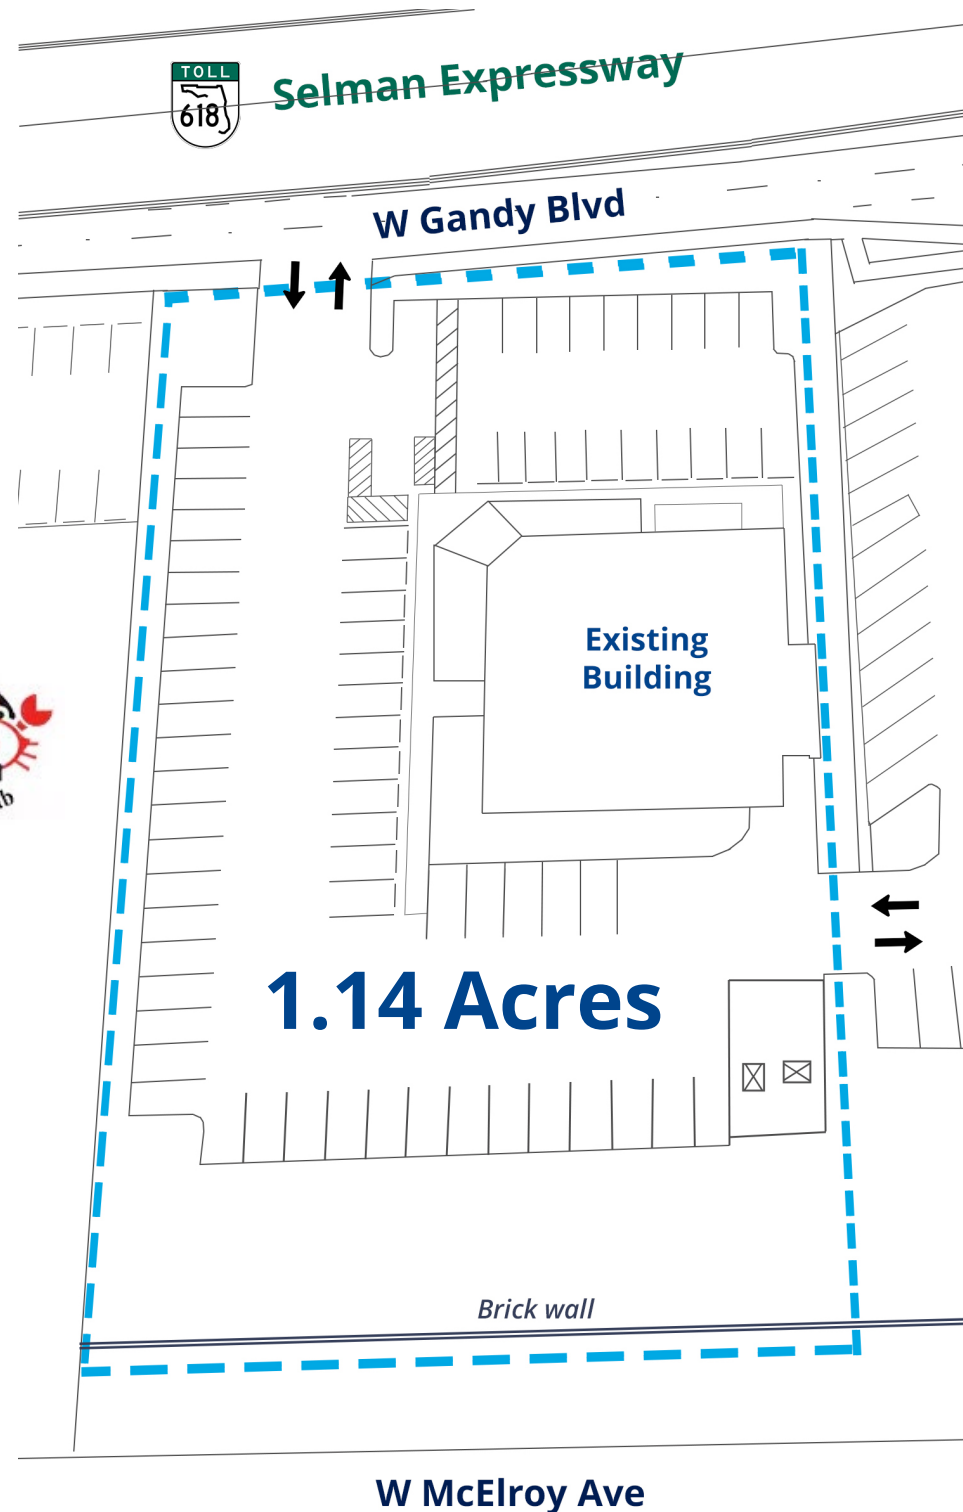 TOLL
618
Selman Expressway
W Gandy Blvd
Existing
Building
1.14 Acres
Brick wall
W McElroy Ave